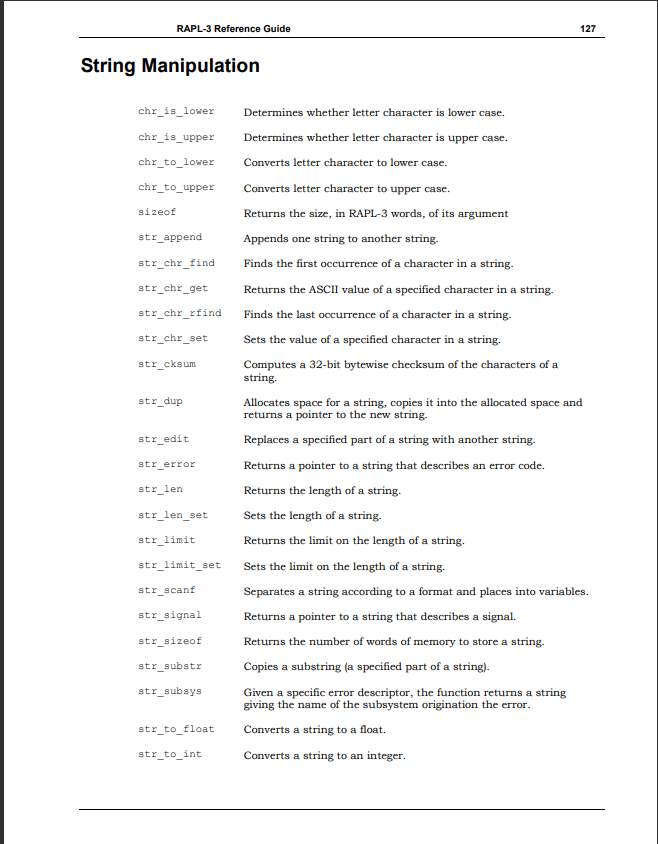 RAPL-3 Reference Guide 127
String Manipulation
chr_is_lower Determines whether letter character is lower case.
chr_is_upper Determines whether letter character is upper case.
chr_to_lower Converts letter character to lower case.
chr_to_upper Converts letter character to upper case.
sizeof Returns the size, in RAPL-3 words, of its argument
str_append Appends one string to another string.
str_chr_find Finds the first occurrence of a character in a string.
str_chr_get Returns the ASCII value of a specified character in a string.
str_chr_rfind Finds the last occurrence of a character in a string.
str_chr_set Sets the value of a specified character in a string.
str_cksum Computes a 32-bit bytewise checksum of the characters of a
string.
str_dup Allocates space for a string, copies it into the allocated space and
returns a pointer to the new string.
str_edit Replaces a specified part of a string with another string.
str_error Returns a pointer to a string that describes an error code.
str_len Returns the length of a string.
str_len_set Sets the length of a string.
str_limit Returns the limit on the length of a string.
str_limit_set Sets the limit on the length of a string.
str_scanf Separates a string according to a format and places into variables.
str_signal Returns a pointer to a string that describes a signal.
str_sizeof Returns the number of words of memory to store a string.
str_substr Copies a substring (a specified part of a string).
str_subsys Given a specific error descriptor, the function returns a string
giving the name of the subsystem origination the error.
str_to_float Converts a string to a float.
str_to_int Converts a string to an integer.